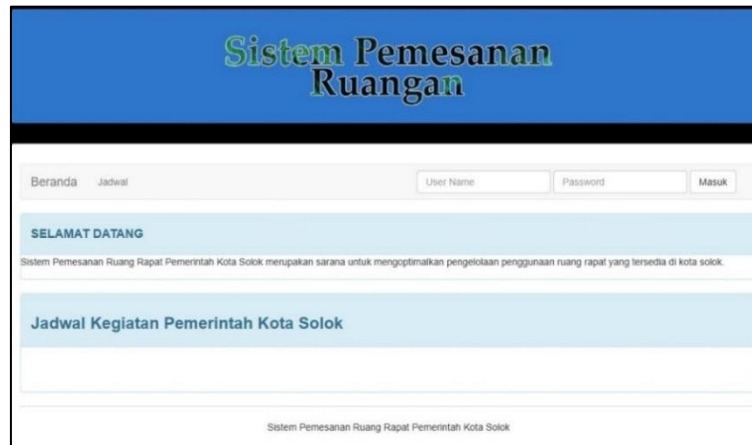 Sistem Pemesanan
Ruangan
Beranda Jadwal User Name Password Masuk
SELAMAT DATANG
Sistem Pemesanan Ruang Rapat Pemerintah Kota Solok merupakan sarana untuk mengoptimalkan pengelolaan penggunaan ruang rapat yang tersedia di kota solok.
Jadwal Kegiatan Pemerintah Kota Solok
Sistem Pemesanan Ruang Rapat Pemerintah Kota Solok